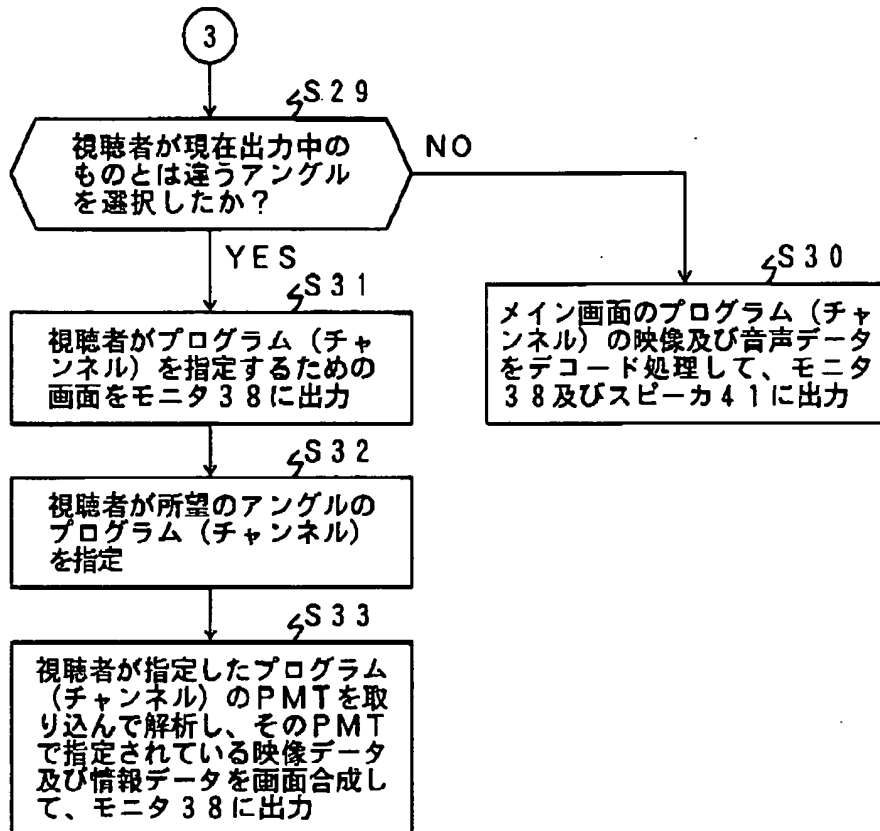 3
S29
視聴者が現在出力中の
ものとは違うアングル
を選択したか?
NO
YES
S30
メイン画面のプログラム(チャ
ンネル)の映像及び音声データ
をデコード処理して、モニタ
38及びスピーカ41に出力
S31
視聴者がプログラム(チャ
ンネル)を指定するための
画面をモニタ38に出力
S32
視聴者が所望のアングルの
プログラム(チャンネル)
を指定
S33
視聴者が指定したプログラム
(チャンネル)のPMTを取
り込んで解析し、そのPMT
で指定されている映像データ
及び情報データを画面合成し
て、モニタ38に出力